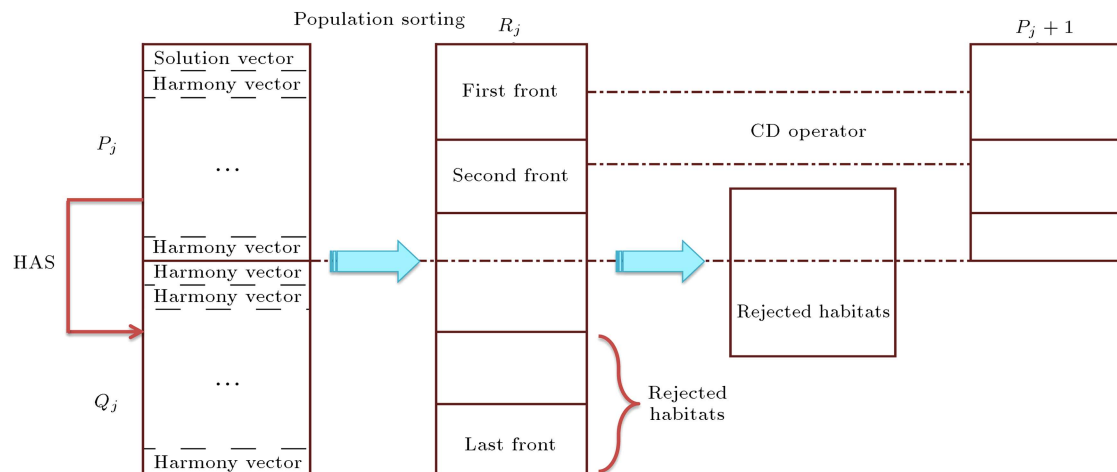 Population sorting
R_j
P_j + 1
Solution vector
Harmony vector
First front
CD operator
P_j
...
Second front
Harmony vector
HAS
Harmony vector
Harmony vector
Rejected habitats
...
Q_j
Rejected
habitats
Last front
Harmony vector